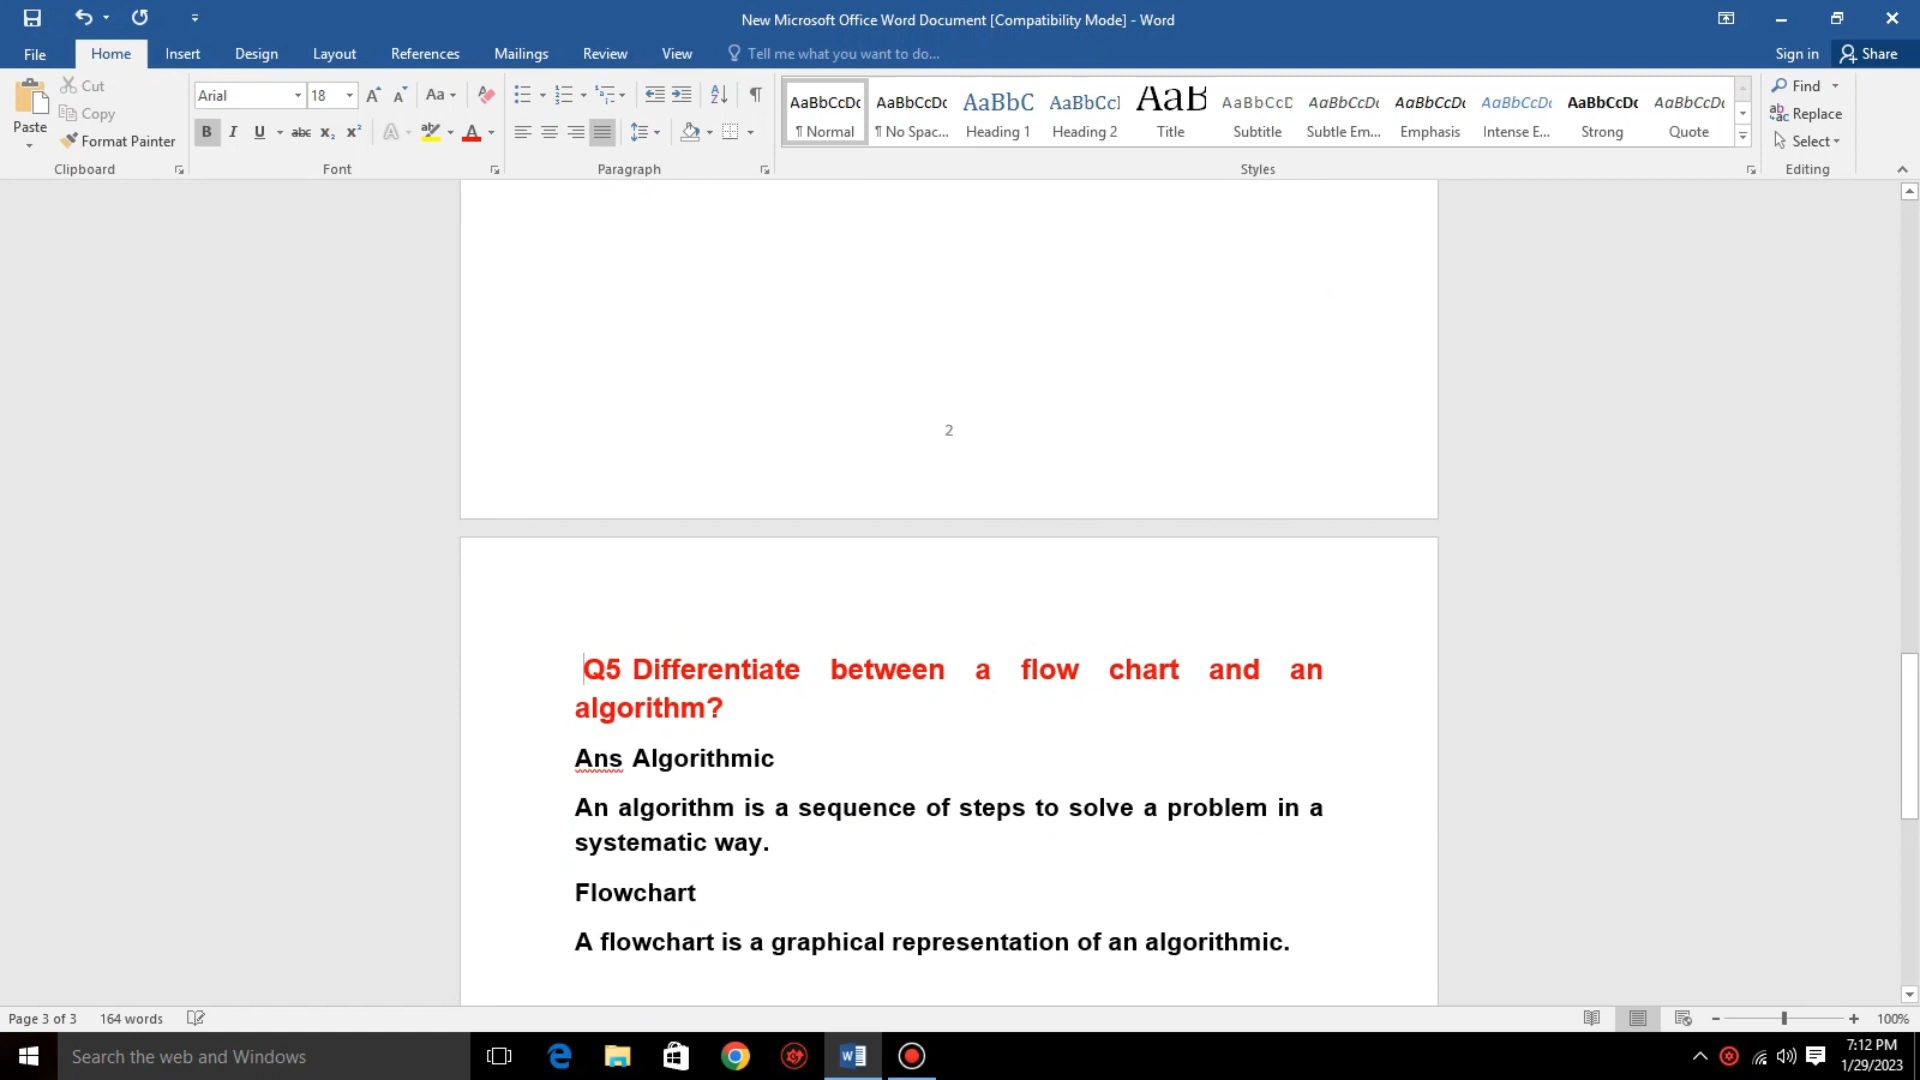 New Microsoft Office Word Document [Compatibility Mode] - Word
File Home Insert Design Layout References Mailings Review View Tell me what you want to do... Sign in Share
Paste
Cut
Copy
Format Painter
Clipboard
Arial 18
Aa
B I U abc x₂ x² A A
Font
Paragraph
AaBbCcDc AaBbCcDc AaBbC AaBbCcI AaB AaBbCcD AaBbCcDc AaBbCcDc AaBbCcDc AaBbCcDc AaBbCcDc
¶ Normal ¶ No Spac... Heading 1 Heading 2 Title Subtitle Subtle Em... Emphasis Intense E... Strong Quote
Styles
Find
Replace
Select
Editing
2
Q5 Differentiate between a flow chart and an
algorithm?
Ans Algorithmic
An algorithm is a sequence of steps to solve a problem in a
systematic way.
Flowchart
A flowchart is a graphical representation of an algorithmic.
Page 3 of 3 164 words 100%
Search the web and Windows
7:12 PM
1/29/2023